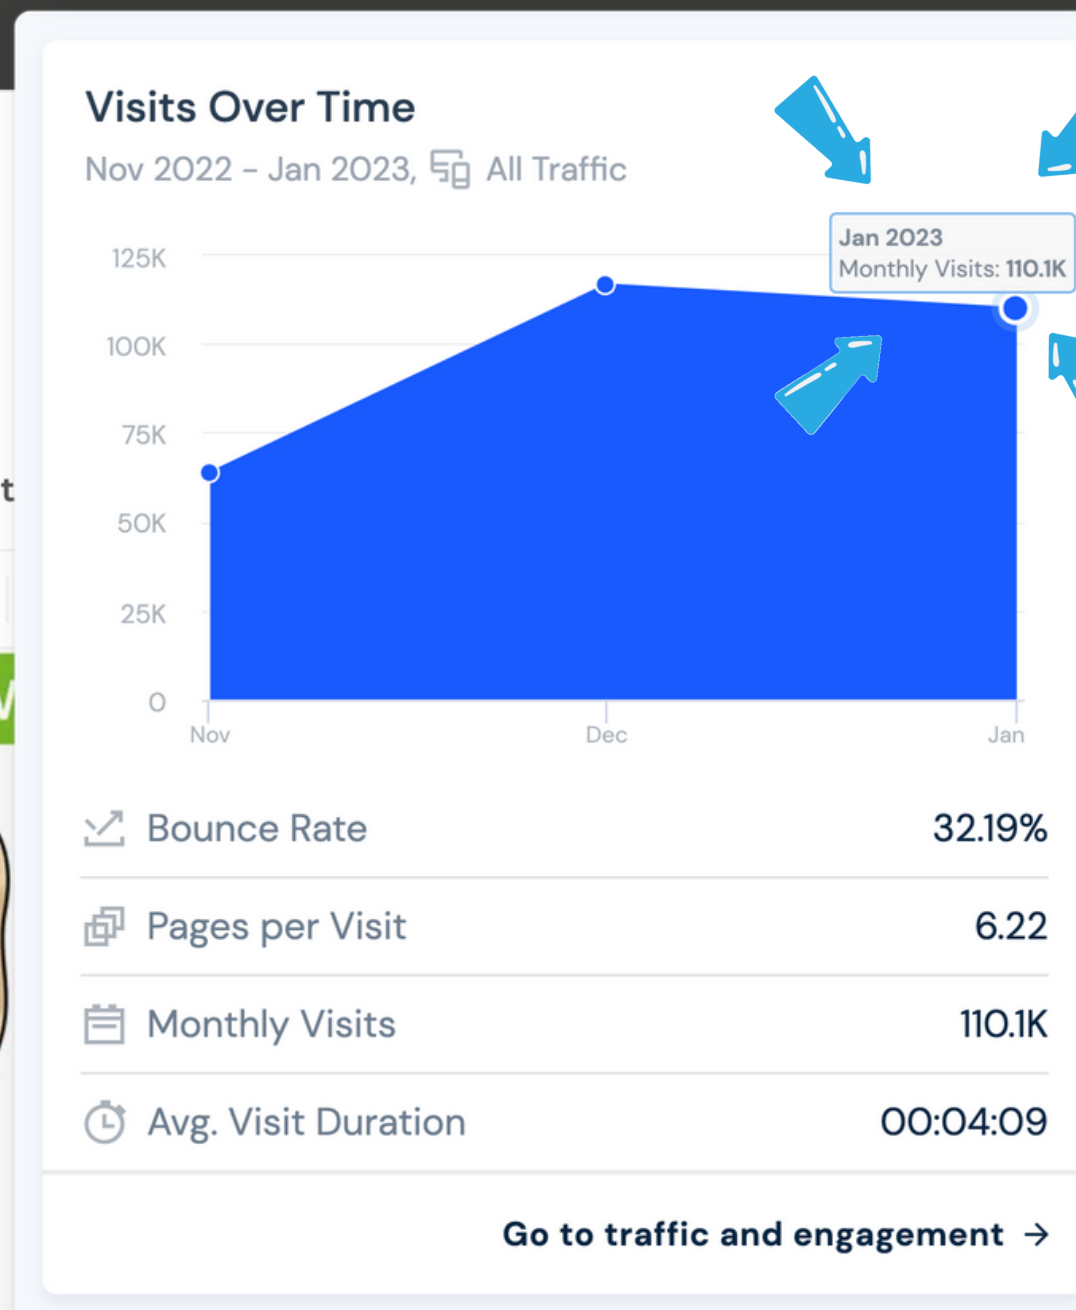 Visits Over Time
Nov 2022 - Jan 2023, All Traffic
125K
Jan 2023
Monthly Visits: 110.1K
100K
75K
50K
25K
0
Nov Dec Jan
Bounce Rate 32.19%
Pages per Visit 6.22
Monthly Visits 110.1K
Avg. Visit Duration 00:04:09
Go to traffic and engagement →